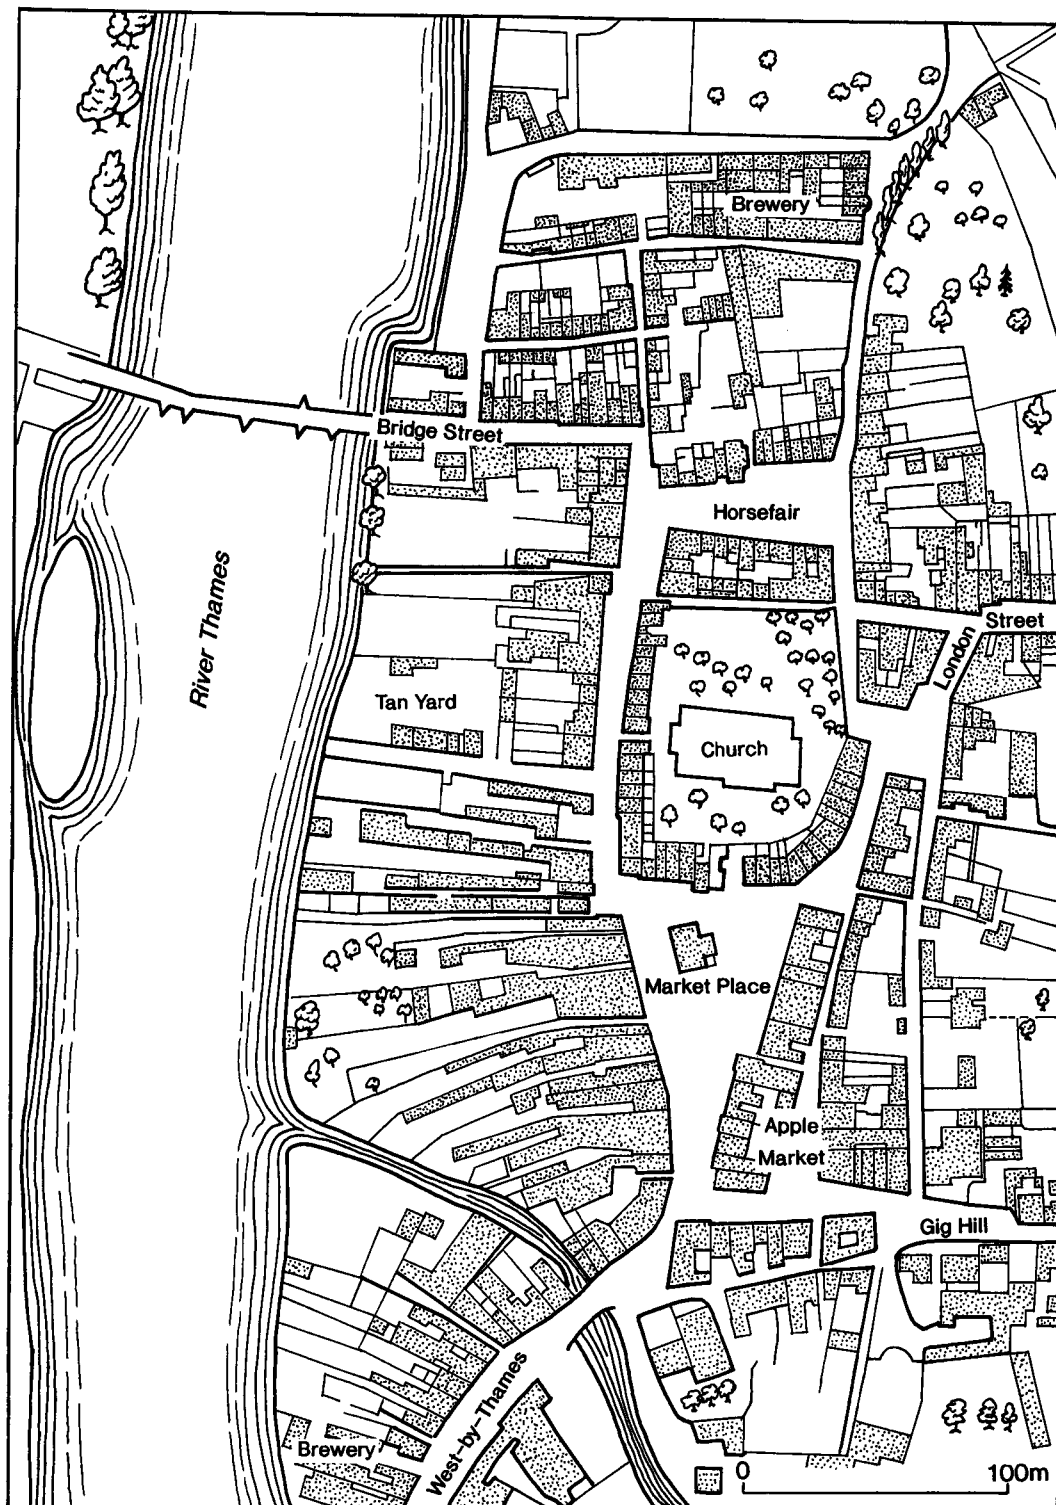 Brewery
Bridge Street
Horsefair
London Street
River Thames
Tan Yard
Church
Market Place
Apple
Market
Gig Hill
West-by-Thames
Brewery
0 100m